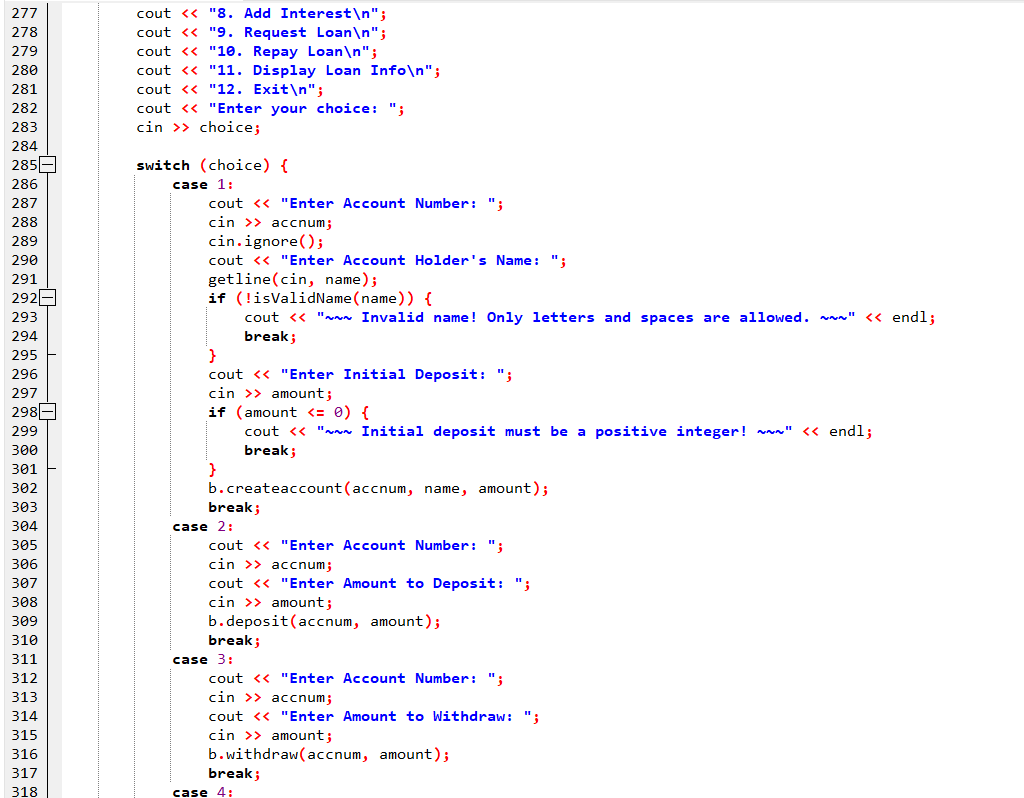 277 cout << "8. Add Interest\n";
278 cout << "9. Request Loan\n";
279 cout << "10. Repay Loan\n";
280 cout << "11. Display Loan Info\n";
281 cout << "12. Exit\n";
282 cout << "Enter your choice: ";
283 cin >> choice;
284
285 switch (choice) {
286 case 1:
287 cout << "Enter Account Number: ";
288 cin >> accnum;
289 cin.ignore();
290 cout << "Enter Account Holder's Name: ";
291 getline(cin, name);
292 if (!isValidName(name)) {
293 cout << "~~~ Invalid name! Only letters and spaces are allowed. ~~~" << endl;
294 break;
295 }
296 cout << "Enter Initial Deposit: ";
297 cin >> amount;
298 if (amount <= 0) {
299 cout << "~~~ Initial deposit must be a positive integer! ~~~" << endl;
300 break;
301 }
302 b.createaccount(accnum, name, amount);
303 break;
304 case 2:
305 cout << "Enter Account Number: ";
306 cin >> accnum;
307 cout << "Enter Amount to Deposit: ";
308 cin >> amount;
309 b.deposit(accnum, amount);
310 break;
311 case 3:
312 cout << "Enter Account Number: ";
313 cin >> accnum;
314 cout << "Enter Amount to Withdraw: ";
315 cin >> amount;
316 b.withdraw(accnum, amount);
317 break;
318 case 4: